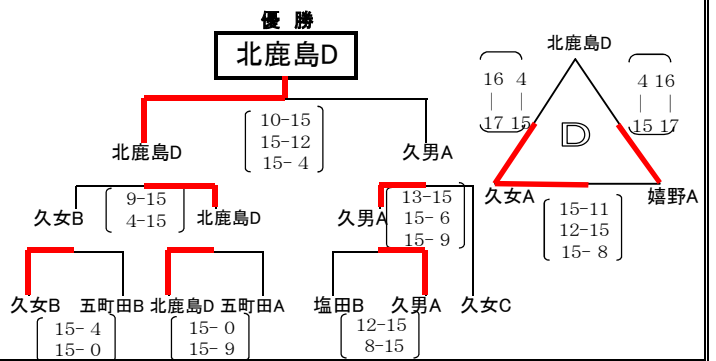 優 勝
北鹿島D
北鹿島D
16 4
| |
17 15
4 16
| |
15 17
D
10-15
15-12
15- 4
北鹿島D
久男A
久女A
嬉野A
9-15
4-15
13-15
15- 6
15- 9
15-11
12-15
15- 8
久女B
北鹿島D
久男A
久女B 五町田B 北鹿島D 五町田A 塩田B 久男A 久女C
15- 4
15- 0
15- 0
15- 9
12-15
8-15